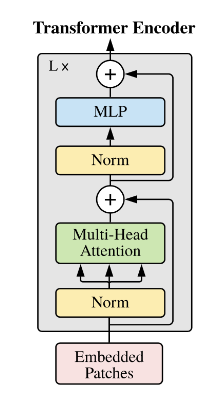 Transformer Encoder
L ×
+
MLP
Norm
+
Multi-Head
Attention
Norm
Embedded
Patches